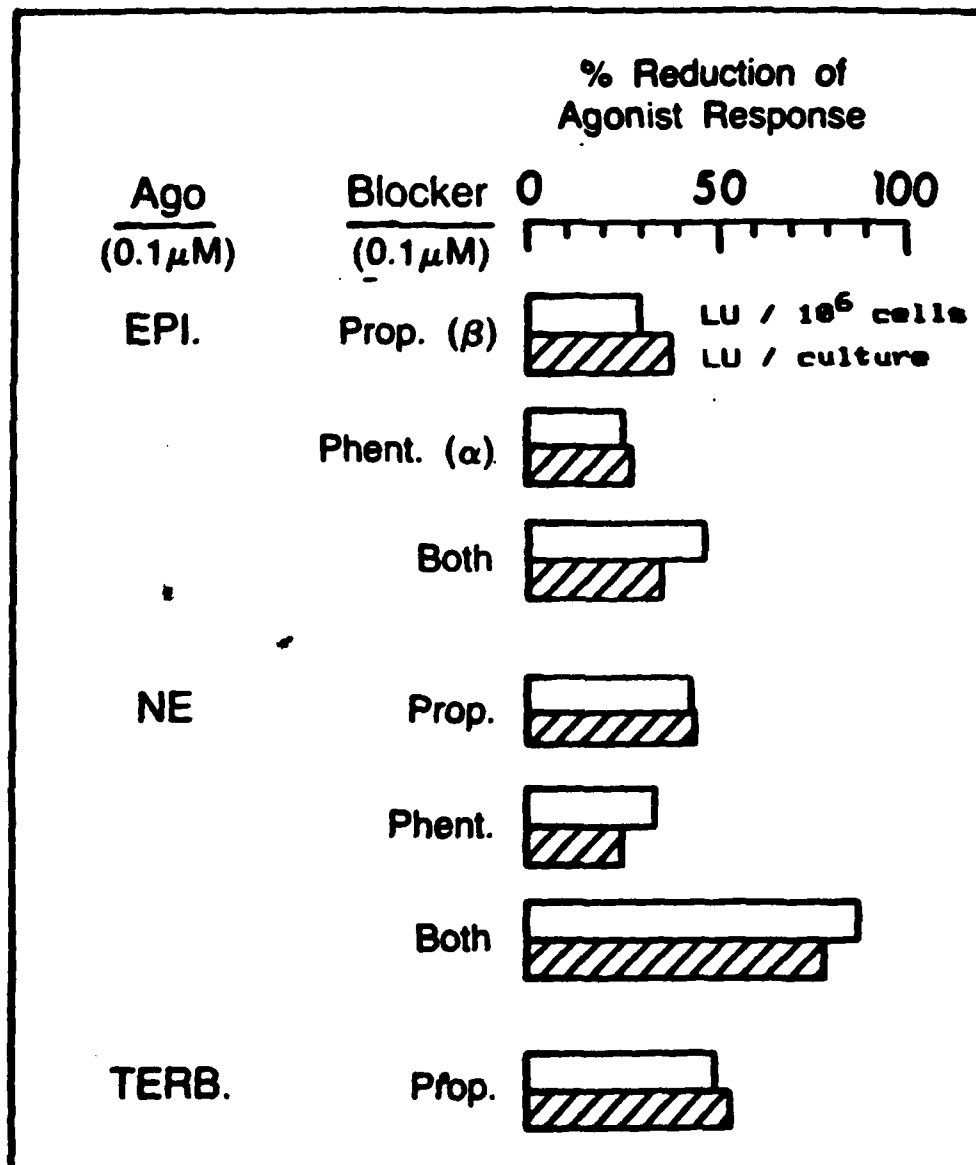 % Reduction of
Agonist Response
Ago Blocker 0 50 100
(0.1μM) (0.1μM)
EPI. Prop. (β) LU / 10⁶ cells
LU / culture
Phent. (α)
Both
NE Prop.
Phent.
Both
TERB. Prop.